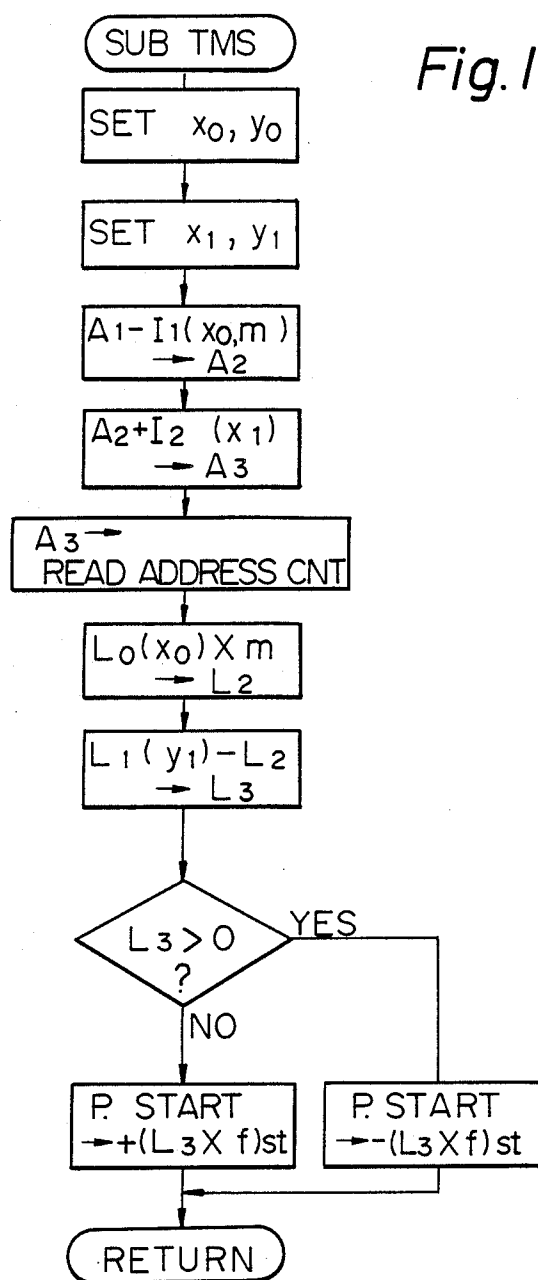 SUB TMS
Fig. 1
SET x₀, y₀
SET x₁, y₁
A₁-I₁(x₀,m)
→ A₂
A₂+I₂ (x₁)
→ A₃
A₃→
READ ADDRESS CNT
L₀(x₀) X m
→ L₂
L₁(y₁)-L₂
→ L₃
L₃>0
?
YES
NO
P. START
→+(L₃ X f)st
P. START
→-(L₃ X f)st
RETURN